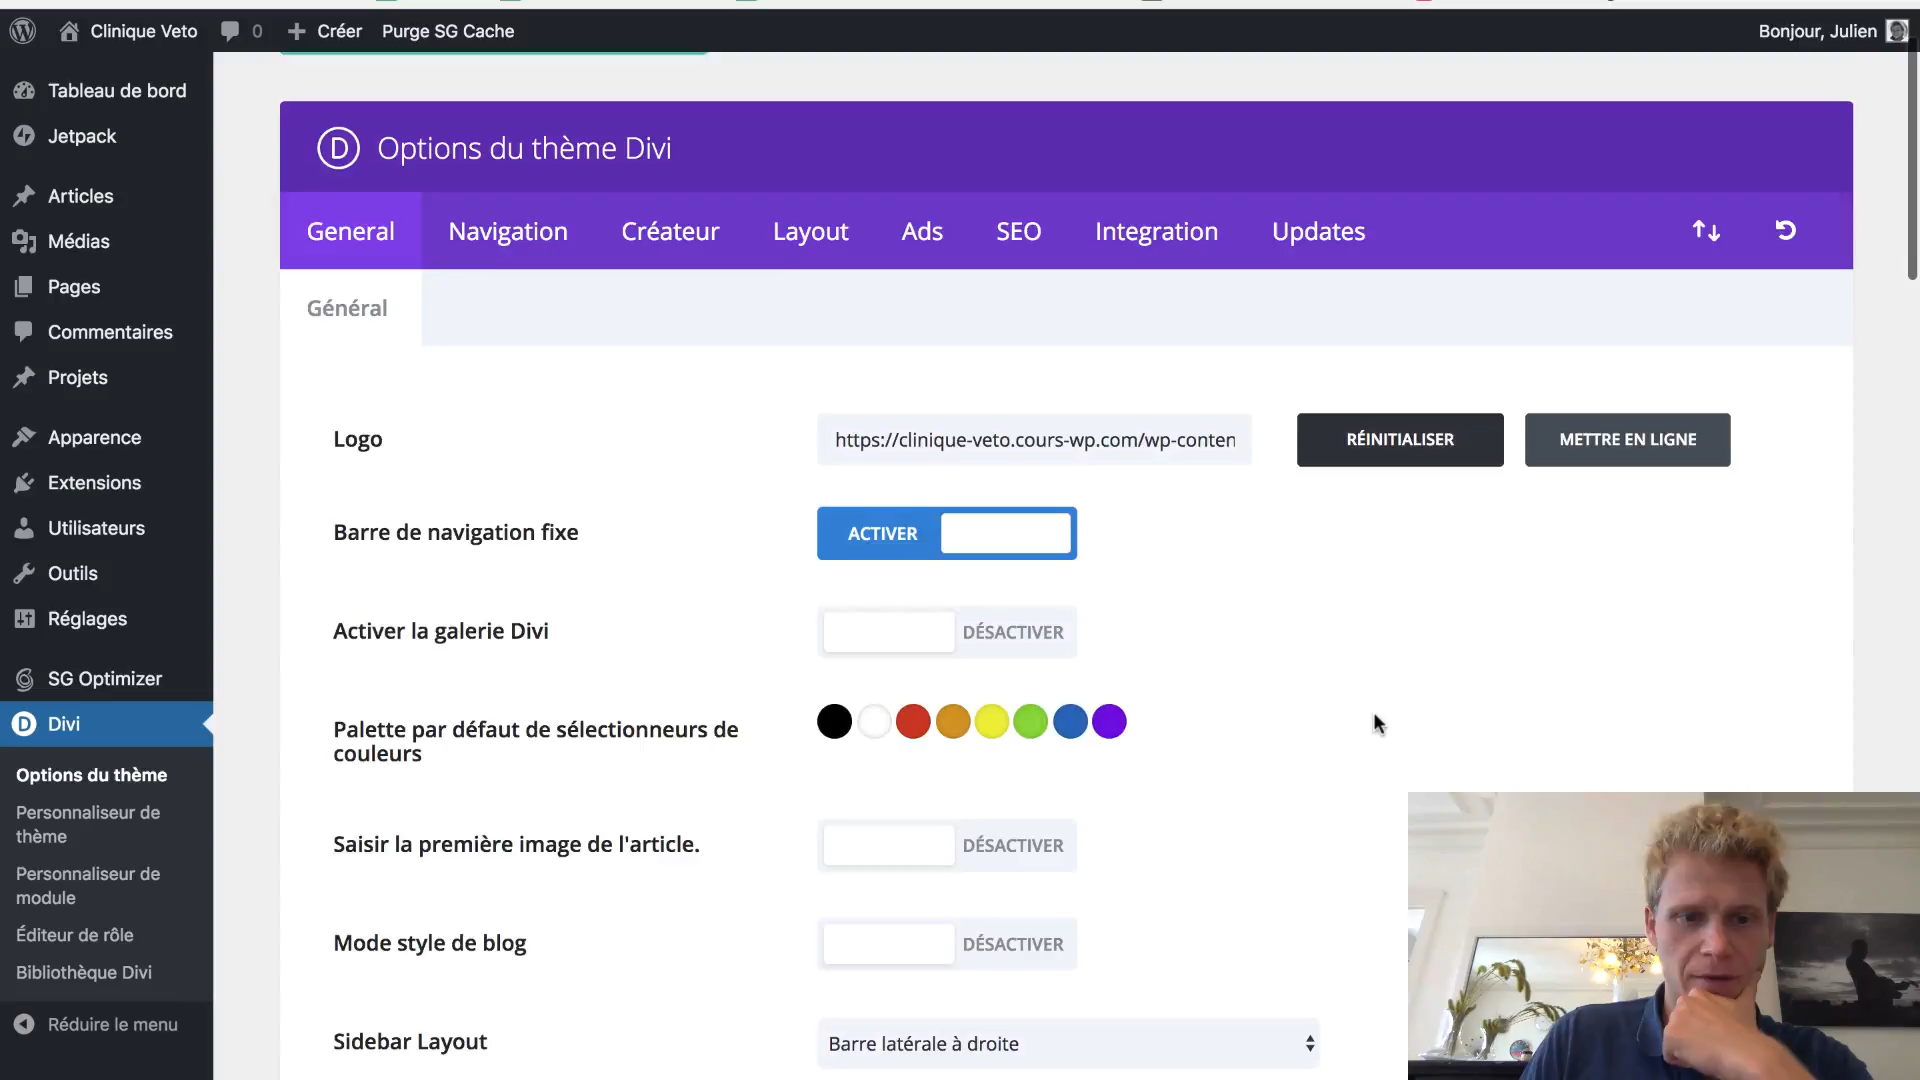 Clinique Veto
0
Créer
Purge SG Cache
Bonjour, Julien
Tableau de bord
Jetpack
Articles
Médias
Pages
Commentaires
Projets
Apparence
Extensions
Utilisateurs
Outils
Réglages
SG Optimizer
D Divi
Options du thème
Personnaliseur de
thème
Personnaliseur de
module
Éditeur de rôle
Bibliothèque Divi
Réduire le menu
D Options du thème Divi
General Navigation Créateur Layout Ads SEO Integration Updates
Général
Logo
https://clinique-veto.cours-wp.com/wp-conten
RÉINITIALISER
METTRE EN LIGNE
Barre de navigation fixe
ACTIVER
Activer la galerie Divi
DÉSACTIVER
Palette par défaut de sélectionneurs de
couleurs
Saisir la première image de l'article.
DÉSACTIVER
Mode style de blog
DÉSACTIVER
Sidebar Layout
Barre latérale à droite